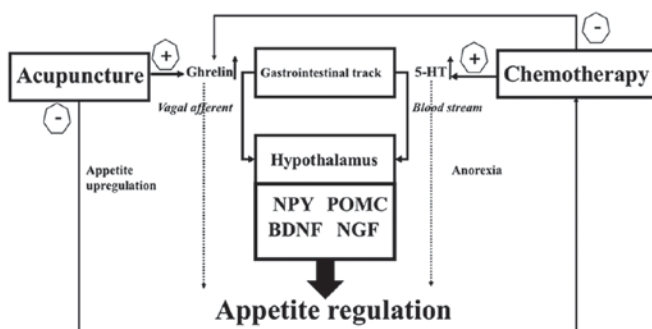 -
+
+
-
Acupuncture
Ghrelin
Gastrointestinal track
5-HT
Chemotherapy
Vagal afferent
Blood stream
Hypothalamus
Appetite
upregulation
Anorexia
NPY POMC
BDNF NGF
Appetite regulation